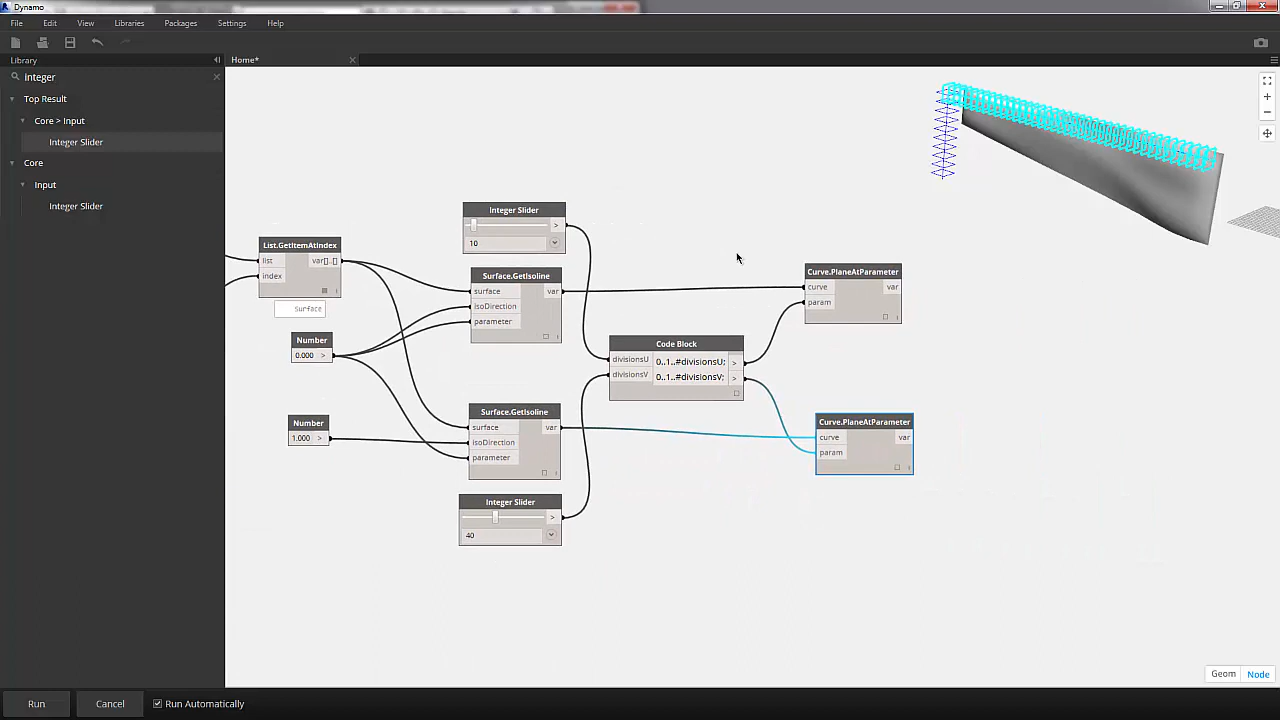 Dynamo
File Edit View Libraries Packages Settings Help
Library
Home*
integer
Top Result
Core > Input
Integer Slider
Core
Input
Integer Slider
List.GetItemAtIndex
list var[]..[]
index
Surface
Number
0.000 >
Number
1.000 >
Integer Slider
>
10
Surface.GetIsoline
surface var
isoDirection
parameter
Surface.GetIsoline
surface var
isoDirection
parameter
Integer Slider
>
40
Code Block
divisionsU 0..1..#divisionsU; >
divisionsV 0..1..#divisionsV; >
Curve.PlaneAtParameter
curve var
param
Curve.PlaneAtParameter
curve var
param
Geom Node
Run Cancel Run Automatically